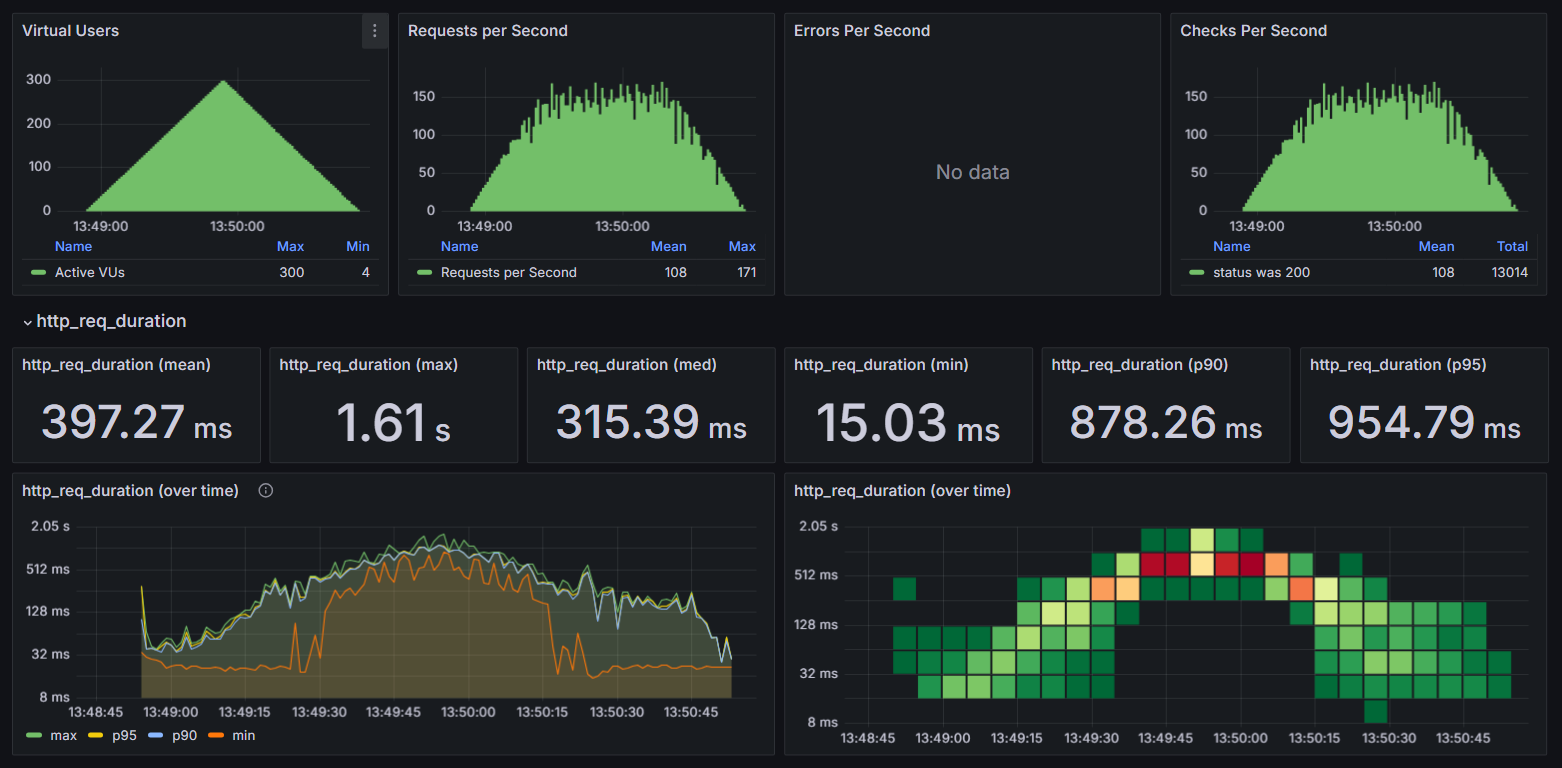 Virtual Users
300
200
100
0
13:49:00 13:50:00
Name Max Min
Active VUs 300 4
Requests per Second
150
100
50
0
13:49:00 13:50:00
Name Mean Max
Requests per Second 108 171
Errors Per Second
No data
Checks Per Second
150
100
50
0
13:49:00 13:50:00
Name Mean Total
status was 200 108 13014
http_req_duration
http_req_duration (mean)
397.27 ms
http_req_duration (max)
1.61 s
http_req_duration (med)
315.39 ms
http_req_duration (min)
15.03 ms
http_req_duration (p90)
878.26 ms
http_req_duration (p95)
954.79 ms
http_req_duration (over time)
2.05 s
512 ms
128 ms
32 ms
8 ms
13:48:45 13:49:00 13:49:15 13:49:30 13:49:45 13:50:00 13:50:15 13:50:30 13:50:45
max p95 p90 min
http_req_duration (over time)
2.05 s
512 ms
128 ms
32 ms
8 ms
13:48:45 13:49:00 13:49:15 13:49:30 13:49:45 13:50:00 13:50:15 13:50:30 13:50:45